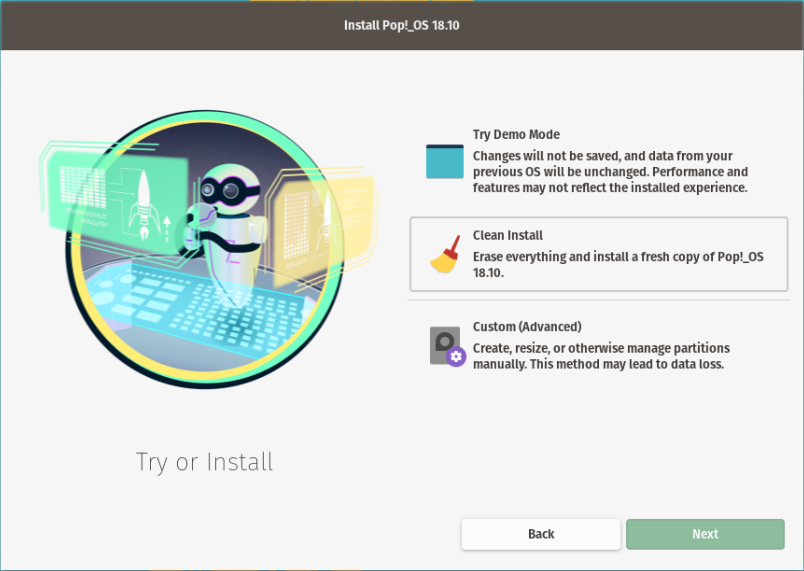 Install Pop!_OS 18.10
Try Demo Mode
Changes will not be saved, and data from your
previous OS will be unchanged. Performance and
features may not reflect the installed experience.
Clean Install
Erase everything and install a fresh copy of Pop!_OS
18.10.
Custom (Advanced)
Create, resize, or otherwise manage partitions
manually. This method may lead to data loss.
Try or Install
Back
Next